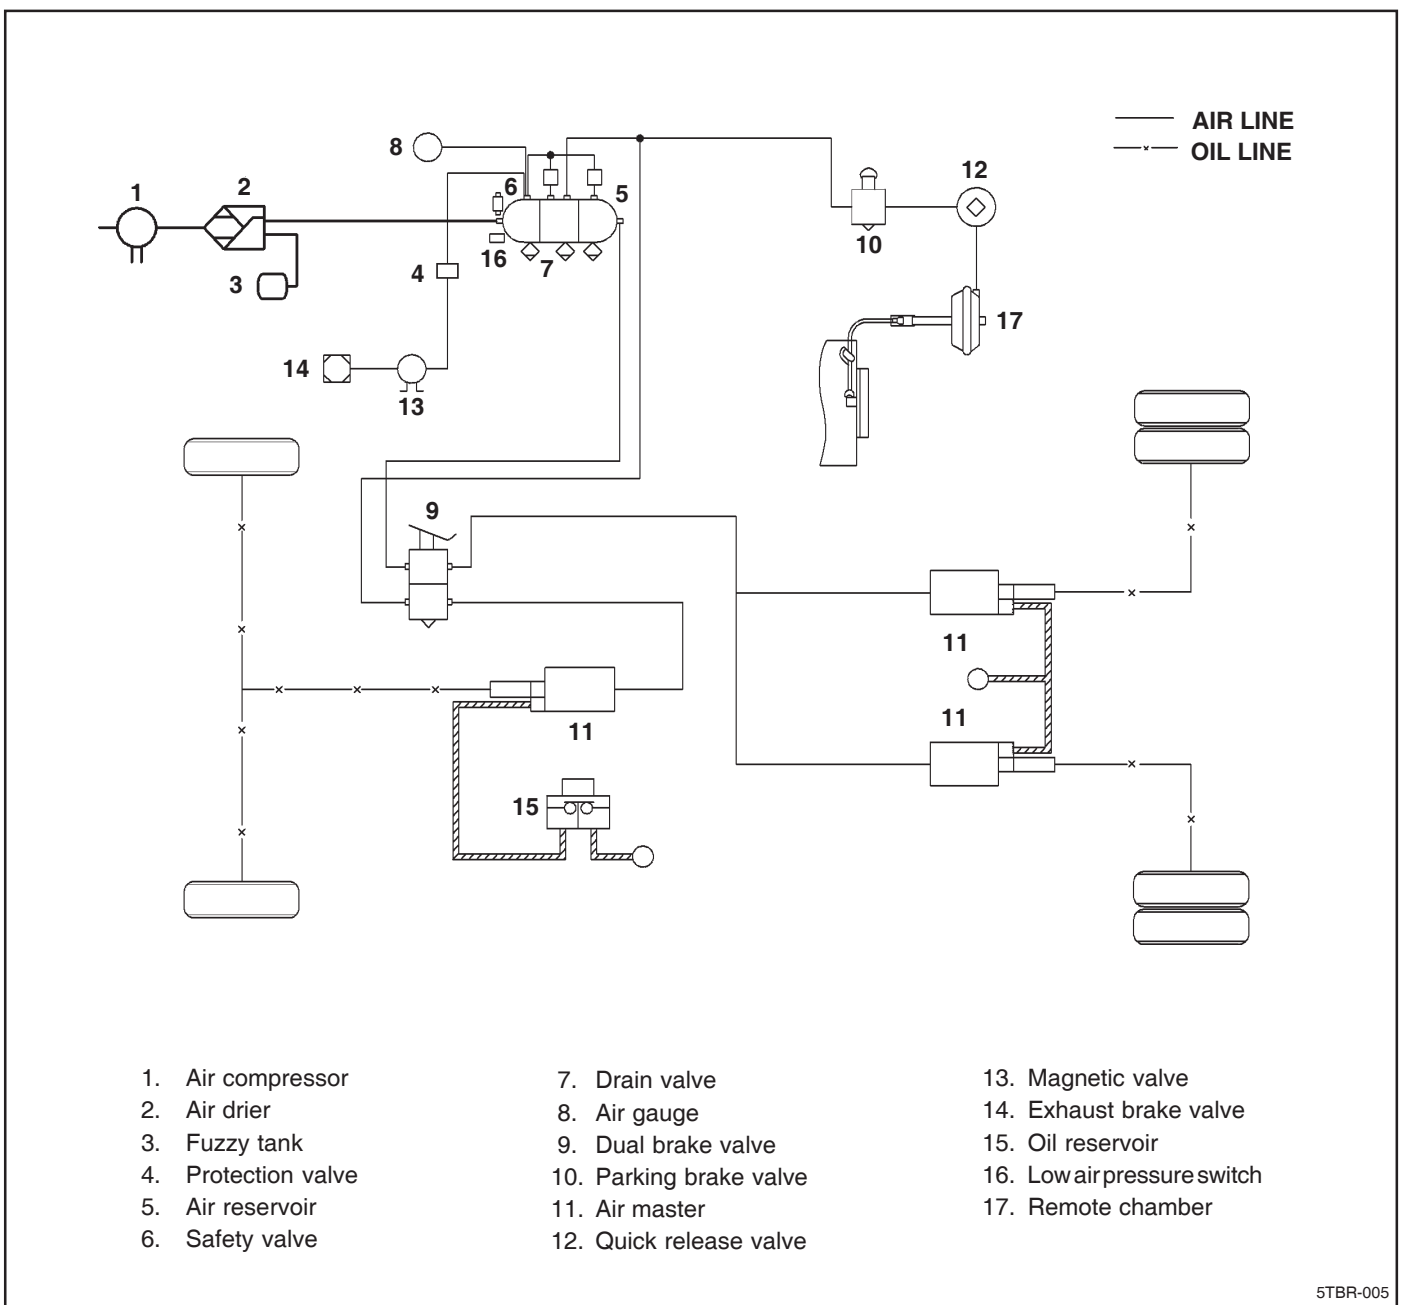 AIR LINE
OIL LINE
8
1
2
6
5
12
16
7
4
3
10
17
14
13
9
11
11
11
15
1. Air compressor
2. Air drier
3. Fuzzy tank
4. Protection valve
5. Air reservoir
6. Safety valve
7. Drain valve
8. Air gauge
9. Dual brake valve
10. Parking brake valve
11. Air master
12. Quick release valve
13. Magnetic valve
14. Exhaust brake valve
15. Oil reservoir
16. Low air pressure switch
17. Remote chamber
5TBR-005